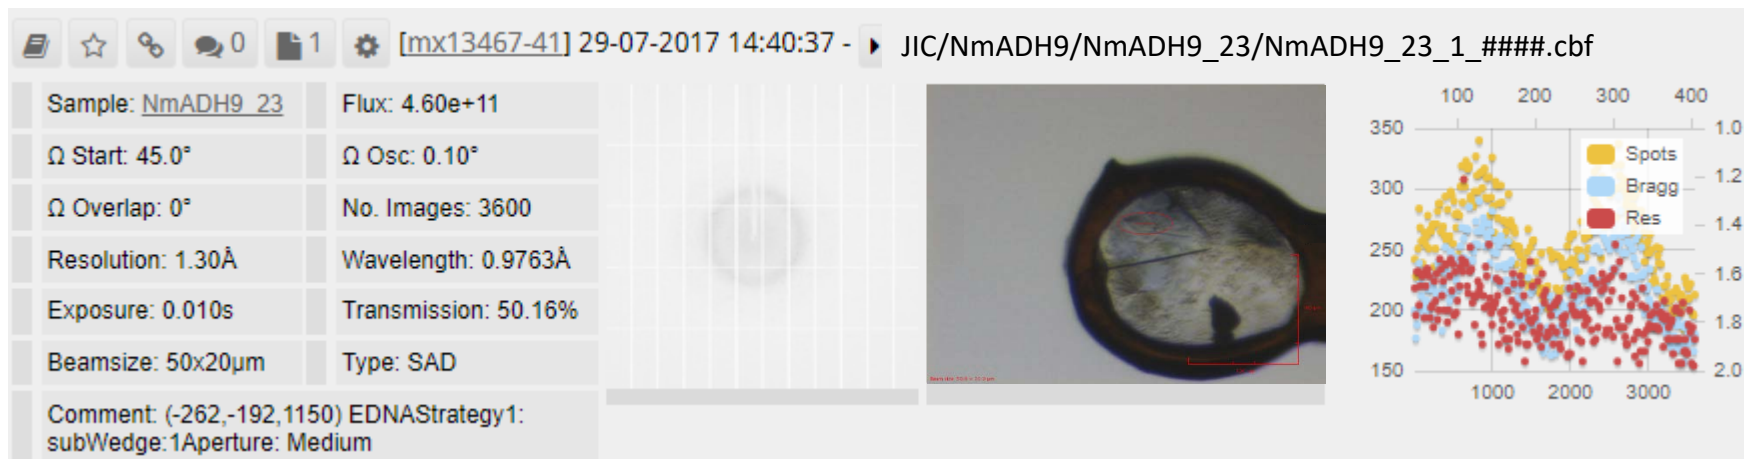 0 1 [mx13467-41] 29-07-2017 14:40:37 - JIC/NmADH9/NmADH9_23/NmADH9_23_1_####.cbf
Sample: NmADH9_23 Flux: 4.60e+11
Ω Start: 45.0° Ω Osc: 0.10°
Ω Overlap: 0° No. Images: 3600
Resolution: 1.30Å Wavelength: 0.9763Å
Exposure: 0.010s Transmission: 50.16%
Beamsize: 50x20µm Type: SAD
Comment: (-262,-192,1150) EDNAStrategy1:
subWedge:1Aperture: Medium
100 200 300 400
350 1.0
Spots
1.2
300 Bragg
Res
1.4
250
1.6
200
1.8
150 2.0
1000 2000 3000